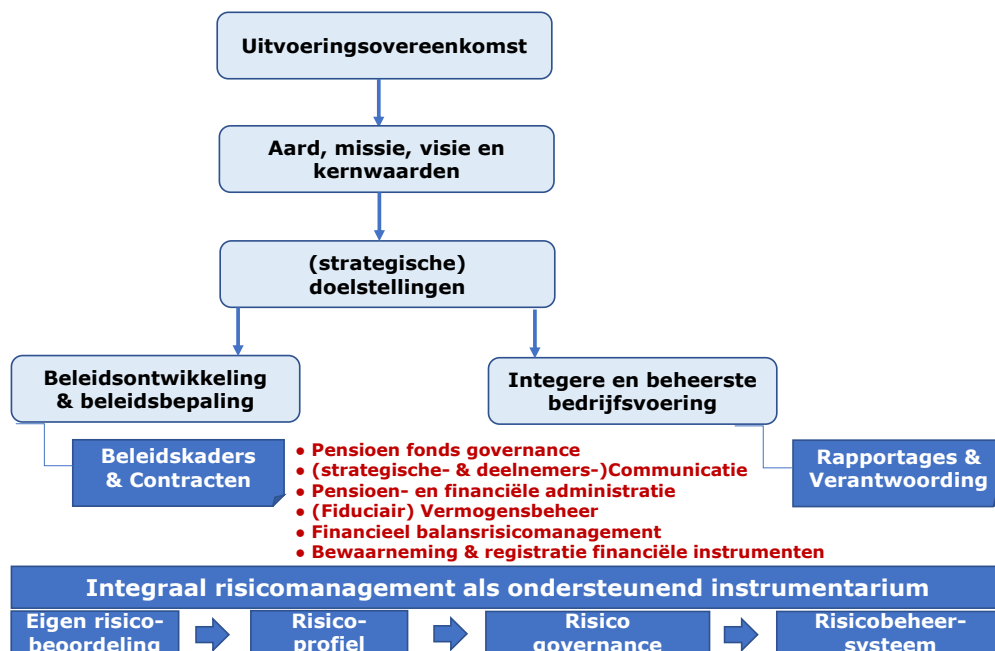 Uitvoeringsovereenkomst
Aard, missie, visie en
kernwaarden
(strategische)
doelstellingen
Beleidsontwikkeling
& beleidsbepaling
Integere en beheerste
bedrijfsvoering
Beleidskaders
& Contracten
● Pensioen fonds governance
● (strategische- & deelnemers-)Communicatie
● Pensioen- en financiële administratie
● (Fiduciair) Vermogensbeheer
● Financieel balansrisicomanagement
● Bewaarneming & registratie financiële instrumenten
Rapportages &
Verantwoording
Integraal risicomanagement als ondersteunend instrumentarium
Eigen risico-
beoordeling
Risico-
profiel
Risico
governance
Risicobeheer-
systeem